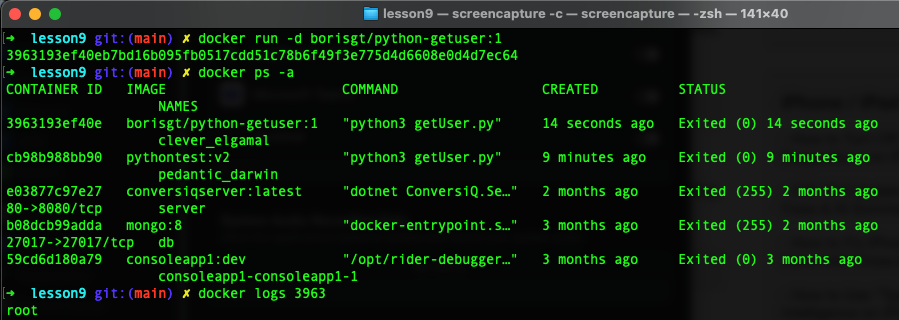 lesson9 — screencapture -c — screencapture — -zsh — 141×40
[➜  lesson9 git:(main) ✗ docker run -d borisgt/python-getuser:1
3963193ef40eb7bd16b095fb0517cdd51c78b6f49f3e775d4d6608e0d4d7ec64
[➜  lesson9 git:(main) ✗ docker ps -a
CONTAINER ID   IMAGE                      COMMAND                  CREATED          STATUS
                   NAMES
3963193ef40e   borisgt/python-getuser:1   "python3 getUser.py"     14 seconds ago   Exited (0) 14 seconds ago
                   clever_elgamal
cb98b988bb90   pythontest:v2              "python3 getUser.py"     9 minutes ago    Exited (0) 9 minutes ago
                   pedantic_darwin
e03877c97e27   conversiqserver:latest     "dotnet ConversiQ.Se…"   2 months ago     Exited (255) 2 months ago
80->8080/tcp       server
b08dcb99adda   mongo:8                    "docker-entrypoint.s…"   3 months ago     Exited (255) 2 months ago
27017->27017/tcp   db
59cd6d180a79   consoleapp1:dev            "/opt/rider-debugger…"   3 months ago     Exited (0) 3 months ago
                   consoleapp1-consoleapp1-1
[➜  lesson9 git:(main) ✗ docker logs 3963
root